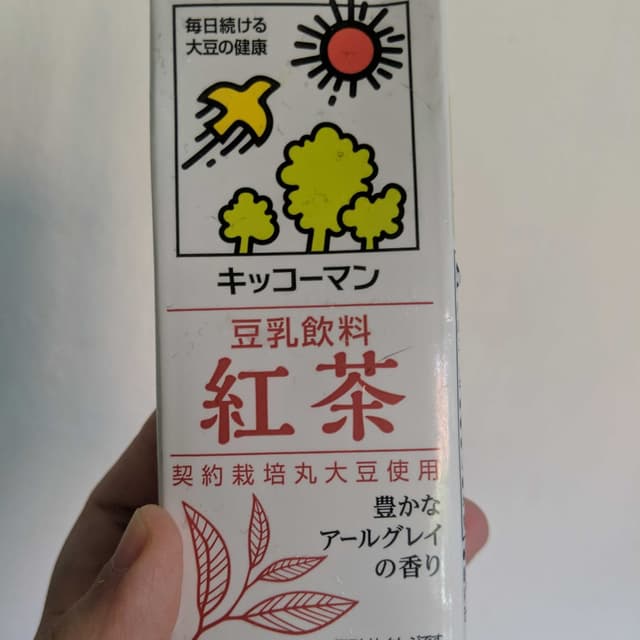 毎日続ける
大豆の健康
キッコーマン
豆乳飲料
紅茶
契約栽培丸大豆使用
豊かな
アールグレイ
の香り